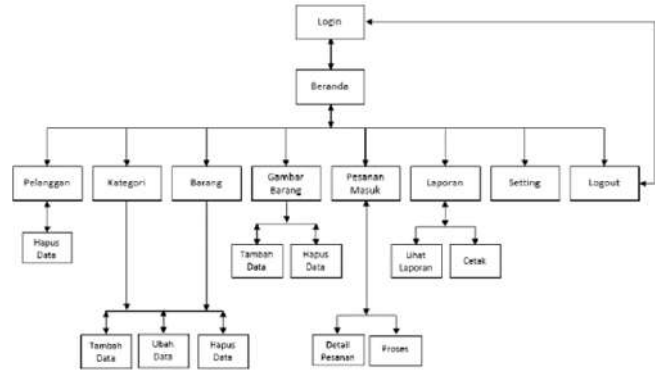 Login
Beranda
Pelanggan
Kategori
Barang
Gambar
Barang
Pesanan
Masuk
Laporan
Setting
Logout
Hapus
Data
Tambah
Data
Hapus
Data
Lihat
Laporan
Cetak
Tambah
Data
Ubah
Data
Hapus
Data
Detail
Pesanan
Proses